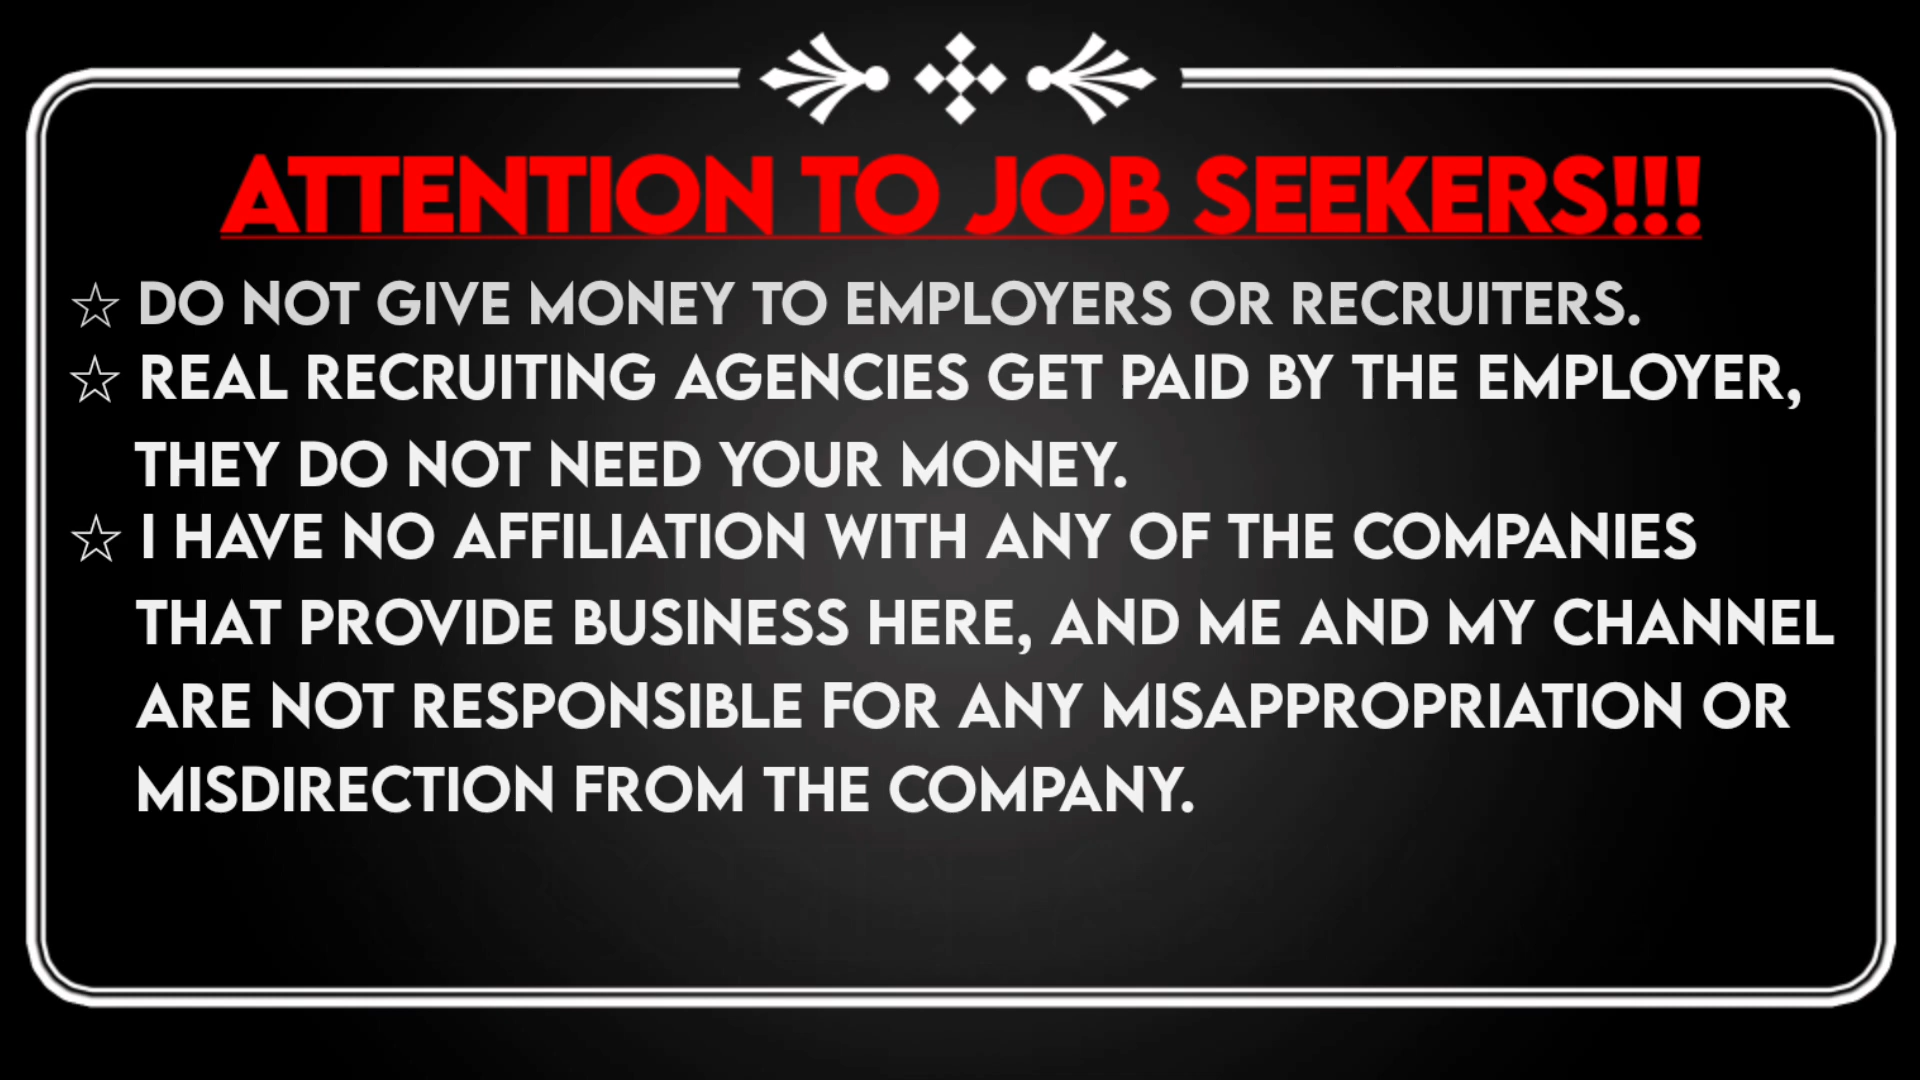 ATTENTION TO JOB SEEKERS!!!
☆ DO NOT GIVE MONEY TO EMPLOYERS OR RECRUITERS.
☆ REAL RECRUITING AGENCIES GET PAID BY THE EMPLOYER,
THEY DO NOT NEED YOUR MONEY.
☆ I HAVE NO AFFILIATION WITH ANY OF THE COMPANIES
THAT PROVIDE BUSINESS HERE, AND ME AND MY CHANNEL
ARE NOT RESPONSIBLE FOR ANY MISAPPROPRIATION OR
MISDIRECTION FROM THE COMPANY.